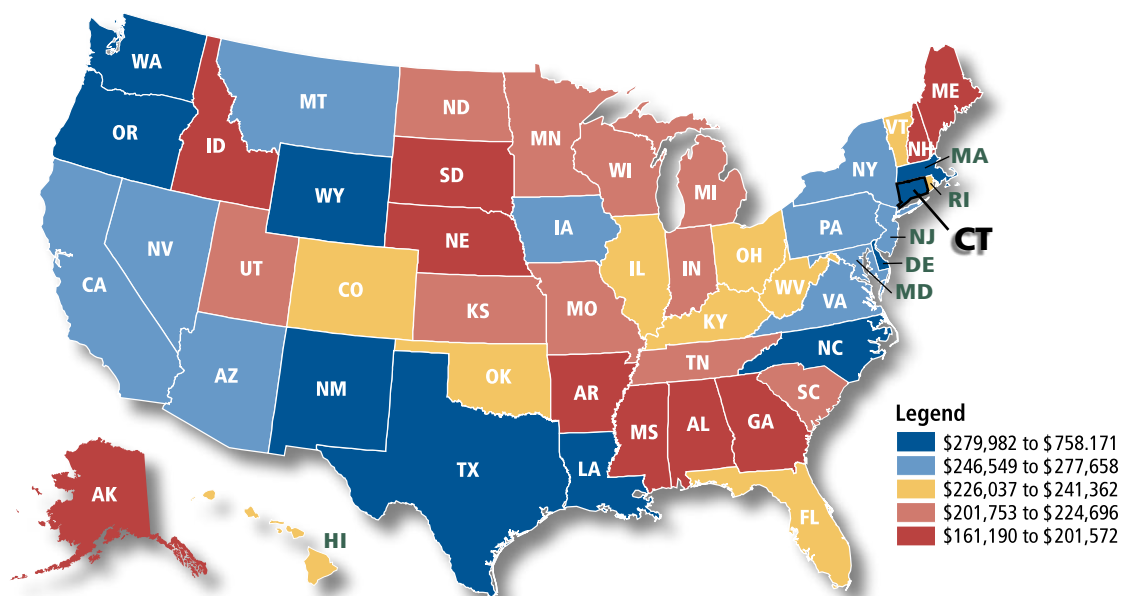 WA
MT
ND
MN
ME
OR
ID
VT
NH
MA
WY
SD
WI
MI
NY
RI
CT
NV
IA
PA
NJ
NE
DE
CA
UT
CO
IL
IN
OH
WV
MD
VA
KS
MO
KY
NC
AZ
NM
OK
TN
AR
SC
MS
AL
GA
TX
LA
FL
AK
HI
Legend
$279,982 to $758.171
$246,549 to $277,658
$226,037 to $241,362
$201,753 to $224,696
$161,190 to $201,572